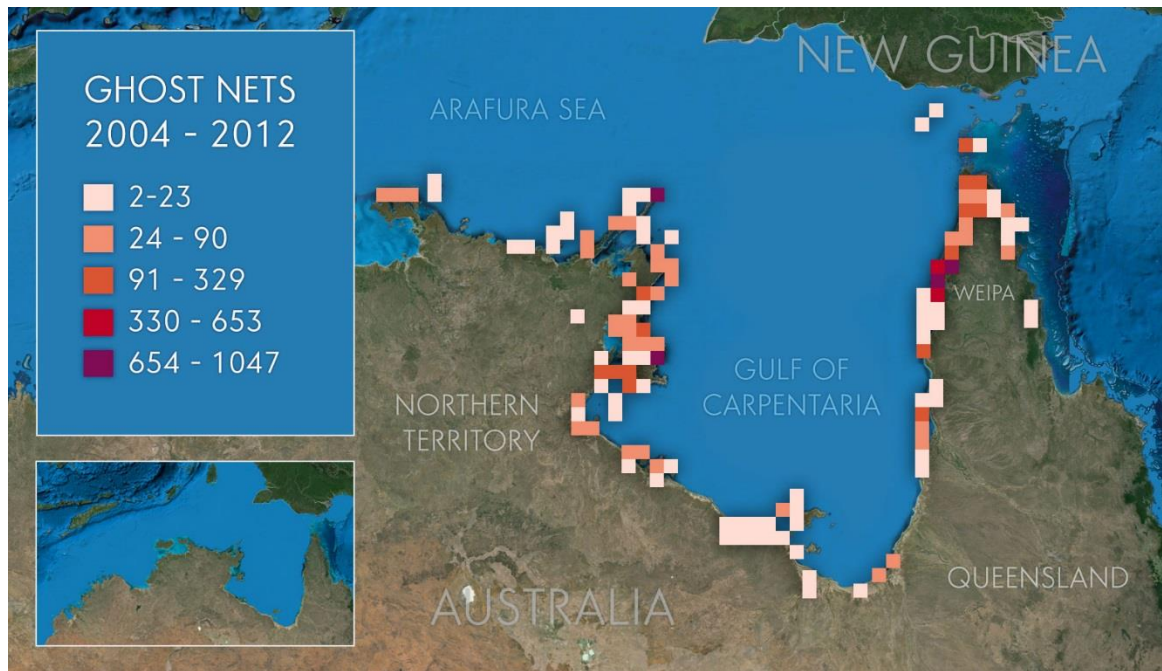 GHOST NETS
2004 - 2012
2-23
24 - 90
91 - 329
330 - 653
654 - 1047
NEW GUINEA
ARAFURA SEA
WEIPA
GULF OF
CARPENTARIA
NORTHERN
TERRITORY
QUEENSLAND
AUSTRALIA